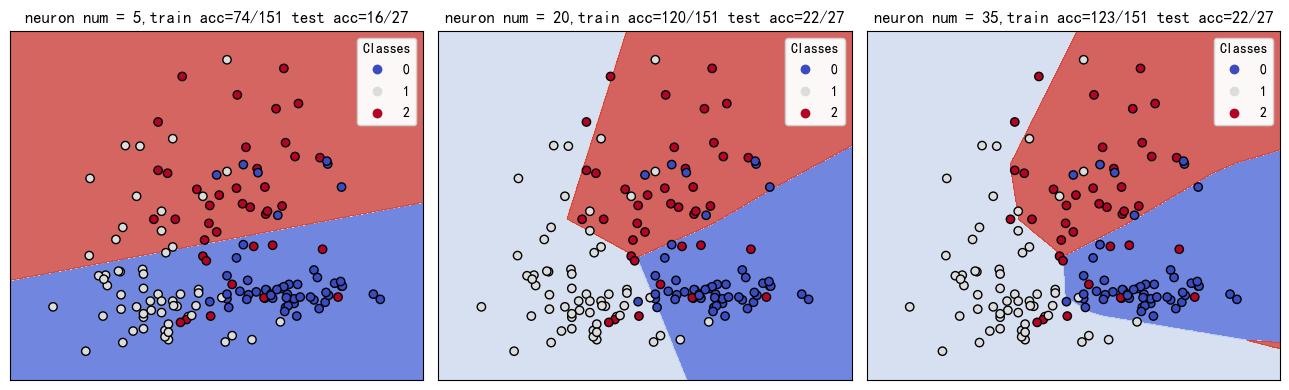 neuron num = 5,train acc=74/151 test acc=16/27
Classes
0
1
2
neuron num = 20,train acc=120/151 test acc=22/27
Classes
0
1
2
neuron num = 35,train acc=123/151 test acc=22/27
Classes
0
1
2